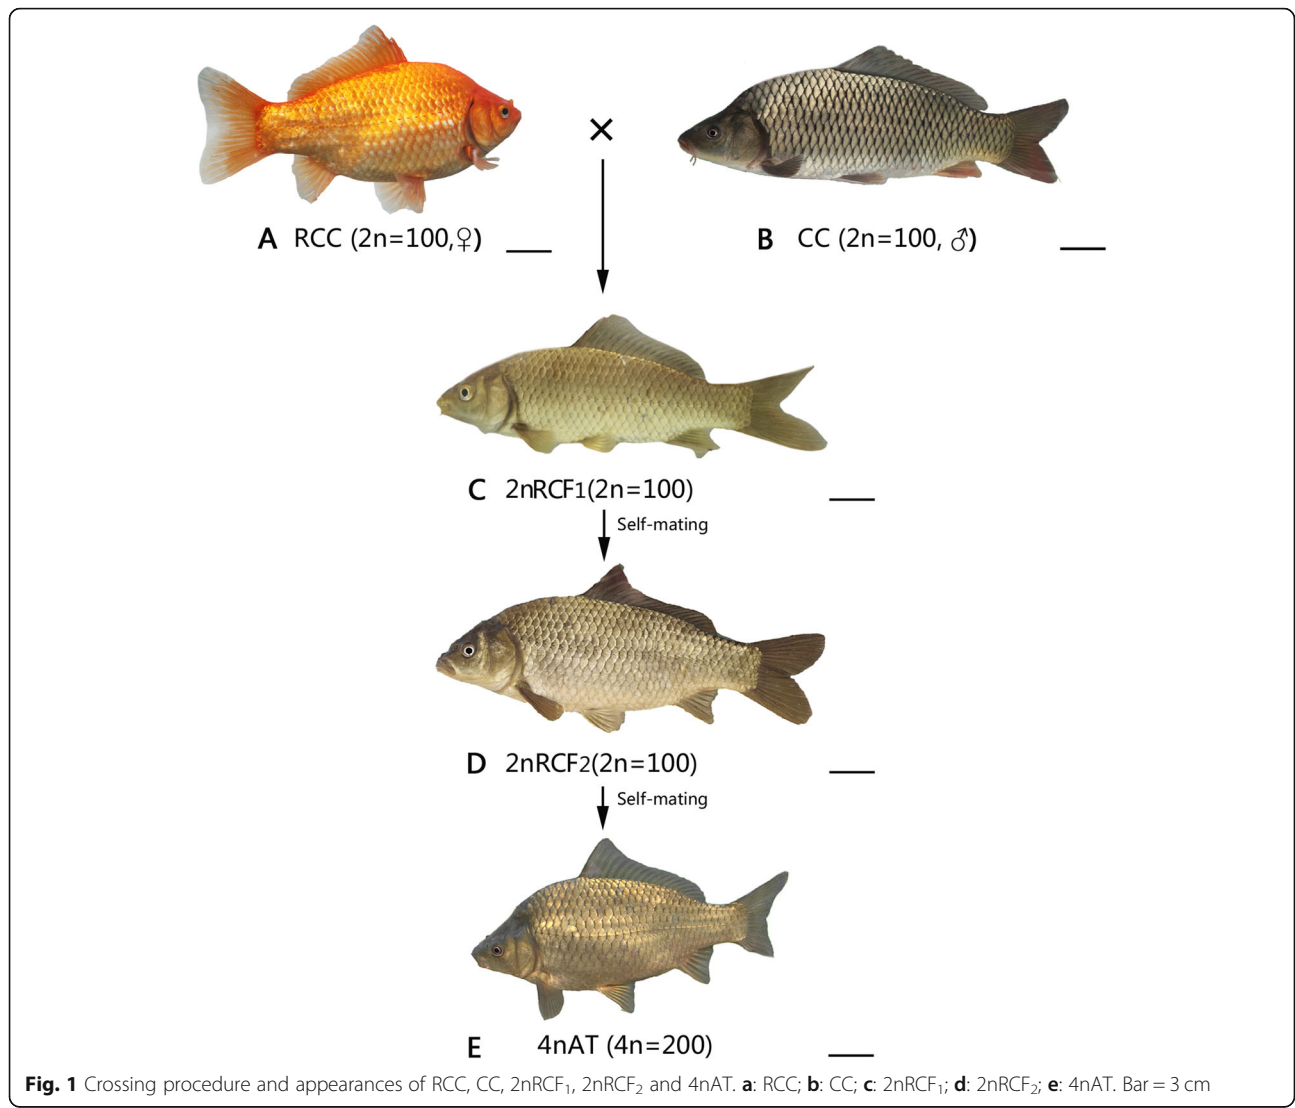 ×
A RCC (2n=100,♀)
B CC (2n=100, ♂)
C 2nRCF1(2n=100)
Self-mating
D 2nRCF2(2n=100)
Self-mating
E 4nAT (4n=200)
Fig. 1 Crossing procedure and appearances of RCC, CC, 2nRCF₁, 2nRCF₂ and 4nAT. a: RCC; b: CC; c: 2nRCF₁; d: 2nRCF₂; e: 4nAT. Bar = 3 cm